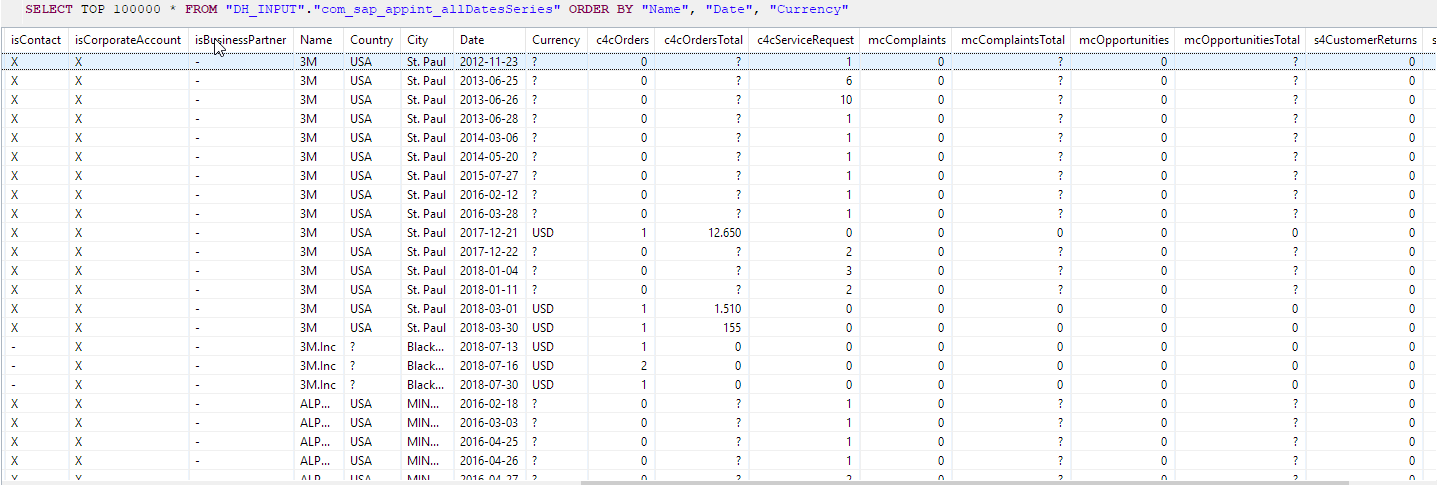 SELECT TOP 100000 * FROM "DH_INPUT"."com_sap_appint_allDatesSeries" ORDER BY "Name", "Date", "Currency"
isContact isCorporateAccount isBusinessPartner Name Country City Date Currency c4cOrders c4cOrdersTotal c4cServiceRequest mcComplaints mcComplaintsTotal mcOpportunities mcOpportunitiesTotal s4CustomerReturns s
X X - 3M USA St. Paul 2012-11-23 ? 0 ? 1 0 ? 0 ? 0
X X - 3M USA St. Paul 2013-06-25 ? 0 ? 6 0 ? 0 ? 0
X X - 3M USA St. Paul 2013-06-26 ? 0 ? 10 0 ? 0 ? 0
X X - 3M USA St. Paul 2013-06-28 ? 0 ? 1 0 ? 0 ? 0
X X - 3M USA St. Paul 2014-03-06 ? 0 ? 1 0 ? 0 ? 0
X X - 3M USA St. Paul 2014-05-20 ? 0 ? 1 0 ? 0 ? 0
X X - 3M USA St. Paul 2015-07-27 ? 0 ? 1 0 ? 0 ? 0
X X - 3M USA St. Paul 2016-02-12 ? 0 ? 1 0 ? 0 ? 0
X X - 3M USA St. Paul 2016-03-28 ? 0 ? 1 0 ? 0 ? 0
X X - 3M USA St. Paul 2017-12-21 USD 1 12.650 0 0 0 0 0 0
X X - 3M USA St. Paul 2017-12-22 ? 0 ? 2 0 ? 0 ? 0
X X - 3M USA St. Paul 2018-01-04 ? 0 ? 3 0 ? 0 ? 0
X X - 3M USA St. Paul 2018-01-11 ? 0 ? 2 0 ? 0 ? 0
X X - 3M USA St. Paul 2018-03-01 USD 1 1.510 0 0 0 0 0 0
X X - 3M USA St. Paul 2018-03-30 USD 1 155 0 0 0 0 0 0
- X - 3M.Inc ? Black... 2018-07-13 USD 1 0 0 0 0 0 0 0
- X - 3M.Inc ? Black... 2018-07-16 USD 2 0 0 0 0 0 0 0
- X - 3M.Inc ? Black... 2018-07-30 USD 1 0 0 0 0 0 0 0
X X - ALP... USA MIN... 2016-02-18 ? 0 ? 1 0 ? 0 ? 0
X X - ALP... USA MIN... 2016-03-03 ? 0 ? 1 0 ? 0 ? 0
X X - ALP... USA MIN... 2016-04-25 ? 0 ? 1 0 ? 0 ? 0
X X - ALP... USA MIN... 2016-04-26 ? 0 ? 1 0 ? 0 ? 0
X X - ALP... USA MIN... 2016-04-27 ? 0 ? 2 0 ? 0 ? 0